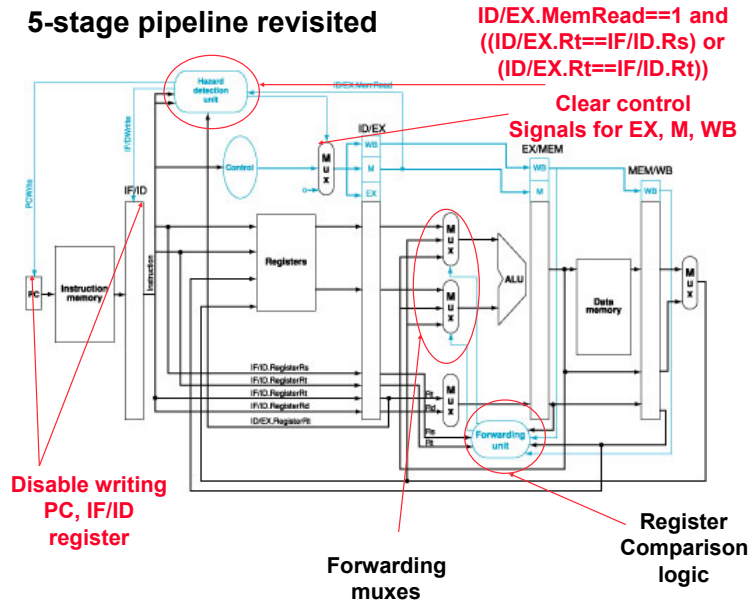 5-stage pipeline revisited
ID/EX.MemRead==1 and
((ID/EX.Rt==IF/ID.Rs) or
(ID/EX.Rt==IF/ID.Rt))
Clear control
Signals for EX, M, WB
Hazard
detection
unit
ID/EX.MemRead
IF/IDWrite
PCWrite
Control
0
M
u
x
ID/EX
WB
M
EX
EX/MEM
WB
M
MEM/WB
WB
IF/ID
PC
Instruction
memory
Instruction
Registers
M
u
x
M
u
x
ALU
Data
memory
M
u
x
IF/ID.RegisterRs
IF/ID.RegisterRt
IF/ID.RegisterRt
IF/ID.RegisterRd
ID/EX.RegisterRt
Rt
Rd
M
u
x
Rs
Rt
Forwarding
unit
Disable writing
PC, IF/ID
register
Forwarding
muxes
Register
Comparison
logic